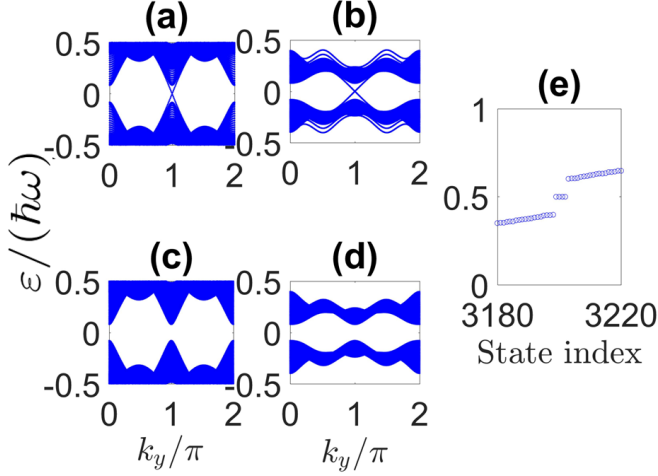 (a) (b)
0.5 0.5
0 0
-0.5 -0.5
0 1 2 0 1 2
(e)
1
0.5
0
3180 3220
State index
ε/(ħω)
(c) (d)
0.5 0.5
0 0
-0.5 -0.5
0 1 2 0 1 2
k_y/π k_y/π